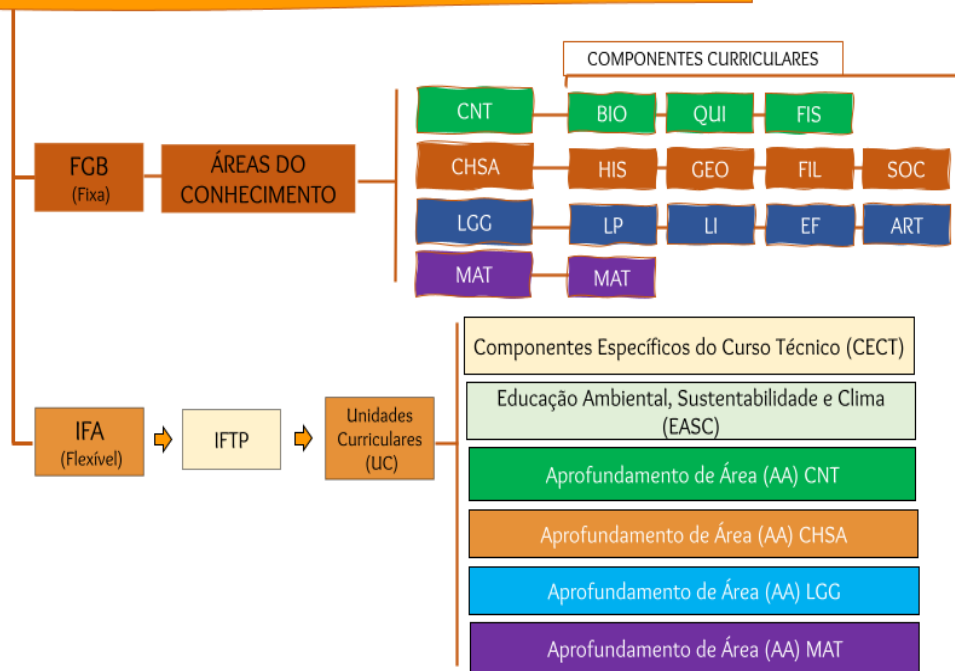 COMPONENTES CURRICULARES
CNT
BIO
QUI
FIS
FGB
(Fixa)
ÁREAS DO
CONHECIMENTO
CHSA
HIS
GEO
FIL
SOC
LGG
LP
LI
EF
ART
MAT
MAT
IFA
(Flexível)
IFTP
Unidades
Curriculares
(UC)
Componentes Específicos do Curso Técnico (CECT)
Educação Ambiental, Sustentabilidade e Clima
(EASC)
Aprofundamento de Área (AA) CNT
Aprofundamento de Área (AA) CHSA
Aprofundamento de Área (AA) LGG
Aprofundamento de Área (AA) MAT